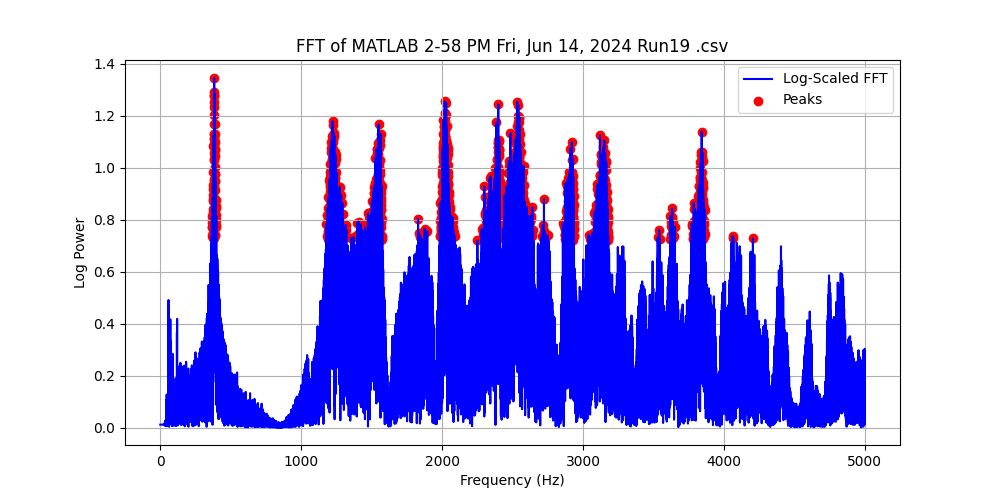 FFT of MATLAB 2-58 PM Fri, Jun 14, 2024 Run19 .csv
Log-Scaled FFT
Peaks
1.4
1.2
1.0
0.8
0.6
0.4
0.2
0.0
Log Power
0 1000 2000 3000 4000 5000
Frequency (Hz)